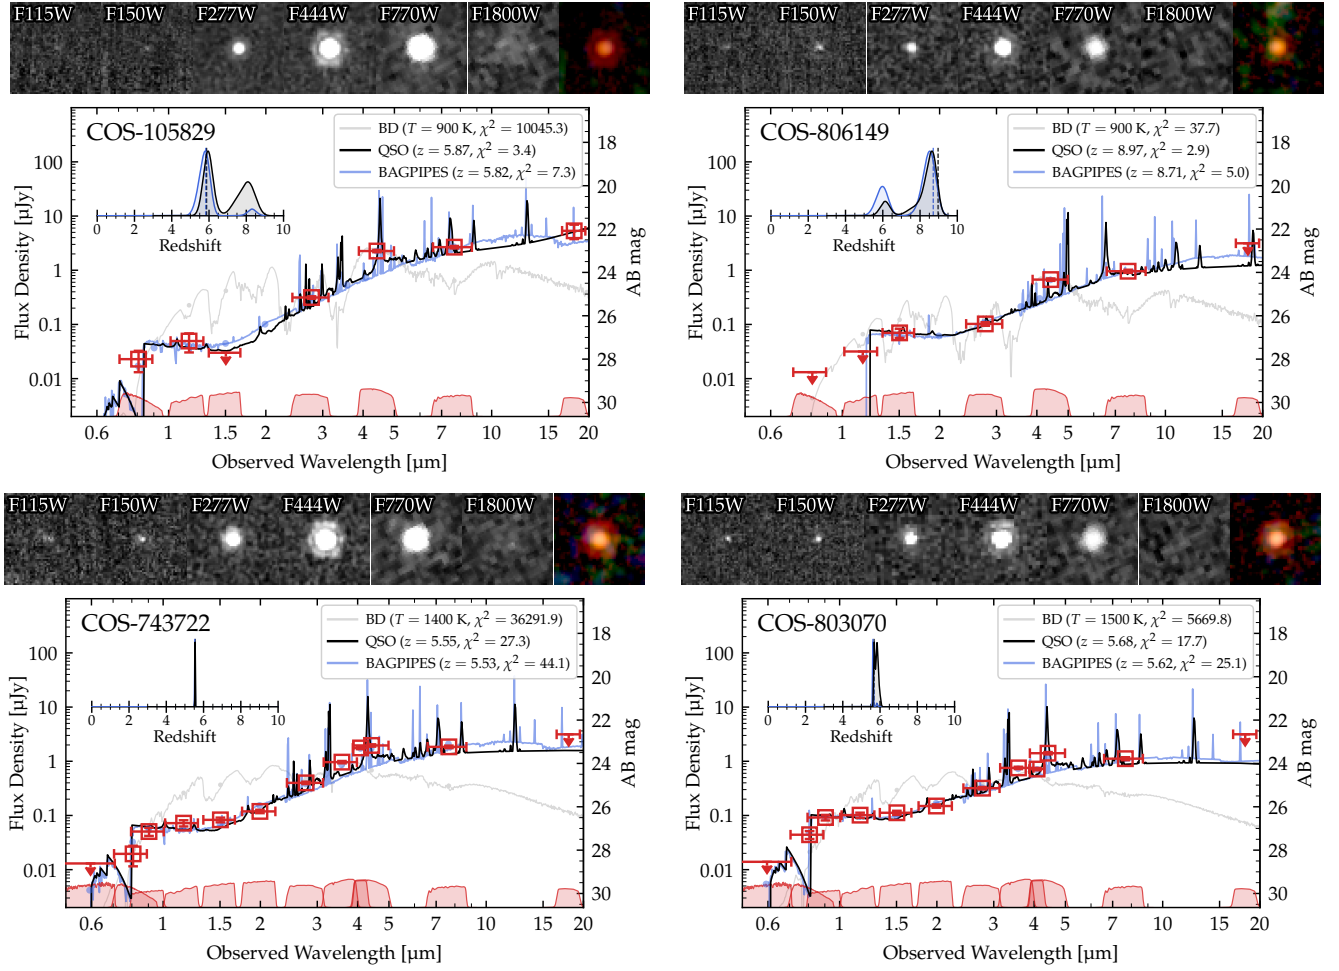 F115W F150W F277W F444W F770W F1800W
COS-105829
BD (T = 900 K, χ² = 10045.3)
QSO (z = 5.87, χ² = 3.4)
BAGPIPES (z = 5.82, χ² = 7.3)
0 2 4 6 8 10
Redshift
100
10
1
0.1
0.01
Flux Density [µJy]
18
20
22
24
26
28
30
AB mag
0.6 1 1.5 2 3 4 5 7 10 15 20
Observed Wavelength [µm]
F115W F150W F277W F444W F770W F1800W
COS-806149
BD (T = 900 K, χ² = 37.7)
QSO (z = 8.97, χ² = 2.9)
BAGPIPES (z = 8.71, χ² = 5.0)
0 2 4 6 8 10
Redshift
100
10
1
0.1
0.01
Flux Density [µJy]
18
20
22
24
26
28
30
AB mag
0.6 1 1.5 2 3 4 5 7 10 15 20
Observed Wavelength [µm]
F115W F150W F277W F444W F770W F1800W
COS-743722
BD (T = 1400 K, χ² = 36291.9)
QSO (z = 5.55, χ² = 27.3)
BAGPIPES (z = 5.53, χ² = 44.1)
0 2 4 6 8 10
Redshift
100
10
1
0.1
0.01
Flux Density [µJy]
18
20
22
24
26
28
30
AB mag
0.6 1 1.5 2 3 4 5 7 10 15 20
Observed Wavelength [µm]
F115W F150W F277W F444W F770W F1800W
COS-803070
BD (T = 1500 K, χ² = 5669.8)
QSO (z = 5.68, χ² = 17.7)
BAGPIPES (z = 5.62, χ² = 25.1)
0 2 4 6 8 10
Redshift
100
10
1
0.1
0.01
Flux Density [µJy]
18
20
22
24
26
28
30
AB mag
0.6 1 1.5 2 3 4 5 7 10 15 20
Observed Wavelength [µm]